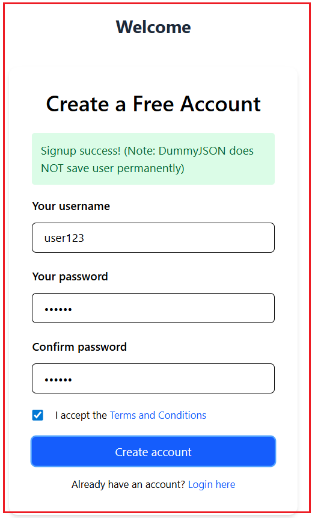 Welcome
Create a Free Account
Signup success! (Note: DummyJSON does
NOT save user permanently)
Your username
user123
Your password
••••••
Confirm password
••••••
I accept the Terms and Conditions
Create account
Already have an account? Login here